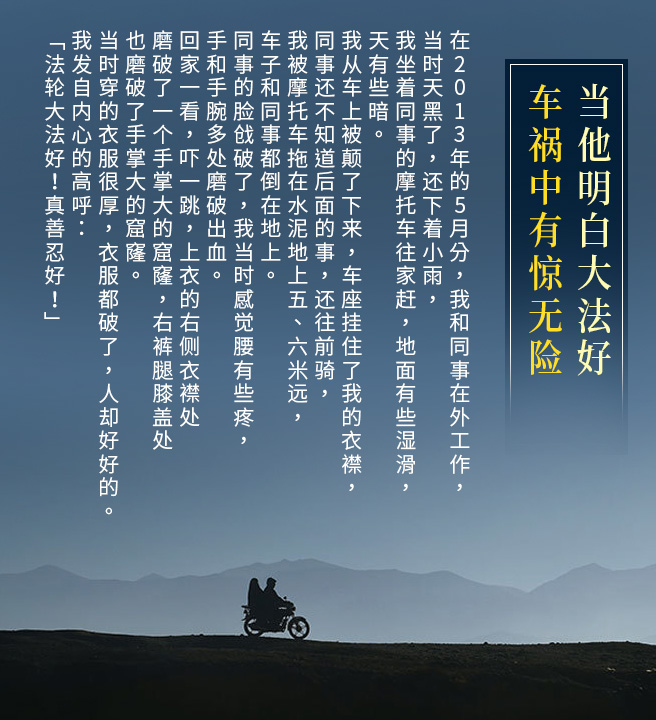 当他明白大法好
车祸中有惊无险
在2013年的5月分，我和同事在外工作，
当时天黑了，还下着小雨，
我坐着同事的摩托车往家赶，地面有些湿滑，
天有些暗。
我从车上被颠了下来，车座挂住了我的衣襟，
同事还不知道后面的事，还往前骑，
我被摩托车拖在水泥地上五、六米远，
车子和同事都倒在地上。
同事的脸戗破了，我当时感觉腰有些疼，
手和手腕多处磨破出血。
回家一看，吓一跳，上衣的右侧衣襟处
磨破了一个手掌大的窟窿，右裤腿膝盖处
也磨破了手掌大的窟窿。
当时穿的衣服很厚，衣服都破了，人却好好的。
我发自内心的高呼：
「法轮大法好！真善忍好！」